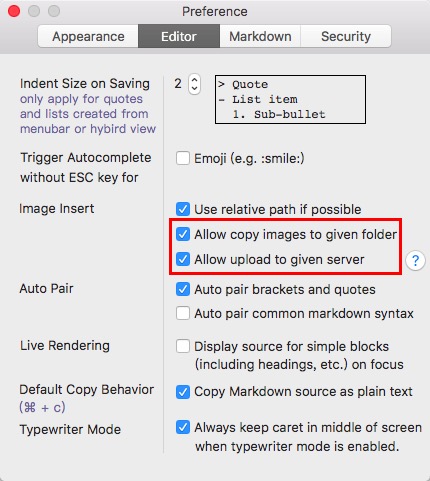 Preference
Appearance Editor Markdown Security
Indent Size on Saving 2 > Quote
only apply for quotes - List item
and lists created from 1. Sub-bullet
menubar or hybird view
Trigger Autocomplete Emoji (e.g. :smile:)
without ESC key for
Image Insert Use relative path if possible
Allow copy images to given folder
Allow upload to given server ?
Auto Pair Auto pair brackets and quotes
Auto pair common markdown syntax
Live Rendering Display source for simple blocks
(including headings, etc.) on focus
Default Copy Behavior Copy Markdown source as plain text
(⌘ + c)
Typewriter Mode Always keep caret in middle of screen
when typewriter mode is enabled.